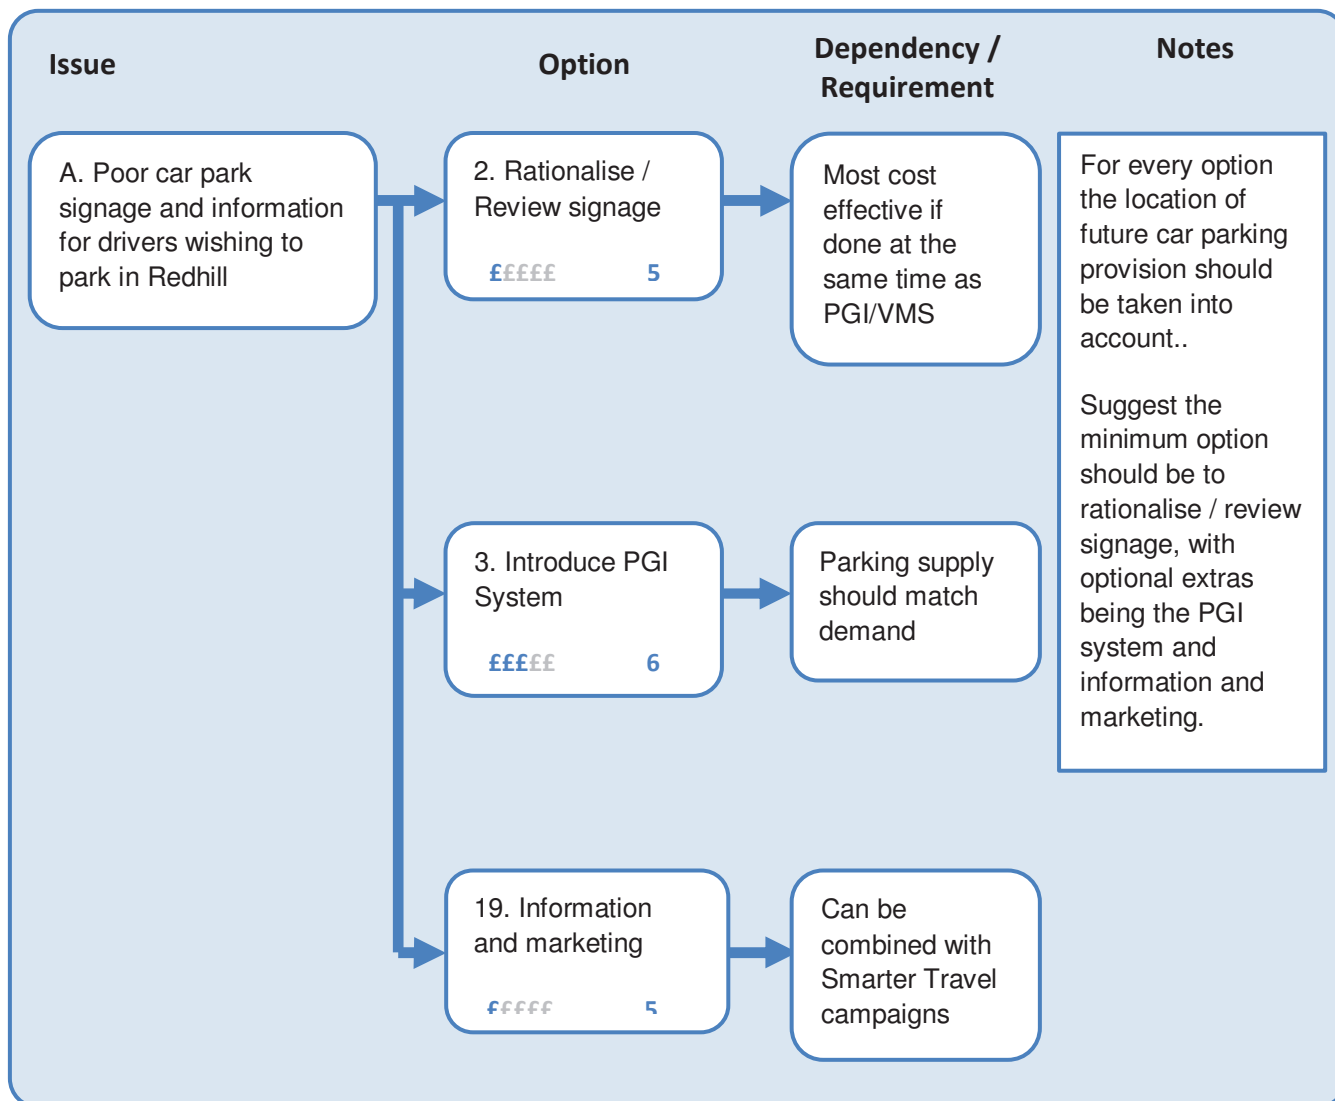 Issue
Option
Dependency /
Requirement
Notes
A. Poor car park
signage and information
for drivers wishing to
park in Redhill
2. Rationalise /
Review signage
£££££ 5
Most cost
effective if
done at the
same time as
PGI/VMS
3. Introduce PGI
System
£££££ 6
Parking supply
should match
demand
19. Information
and marketing
£££££ 5
Can be
combined with
Smarter Travel
campaigns
For every option
the location of
future car parking
provision should
be taken into
account..
Suggest the
minimum option
should be to
rationalise / review
signage, with
optional extras
being the PGI
system and
information and
marketing.